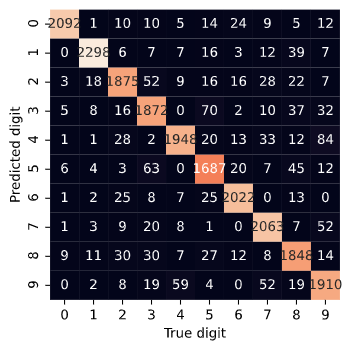 0 2092 1 10 10 5 14 24 9 5 12
1 0 2298 6 7 7 16 3 12 39 7
2 3 18 1875 52 9 16 16 28 22 7
3 5 8 16 1872 0 70 2 10 37 32
4 1 1 28 2 1948 20 13 33 12 84
5 6 4 3 63 0 1687 20 7 45 12
6 1 2 25 8 7 25 2022 0 13 0
7 1 3 9 20 8 1 0 2063 7 52
8 9 11 30 30 7 27 12 8 1848 14
9 0 2 8 19 59 4 0 52 19 1910
0 1 2 3 4 5 6 7 8 9
True digit
Predicted digit